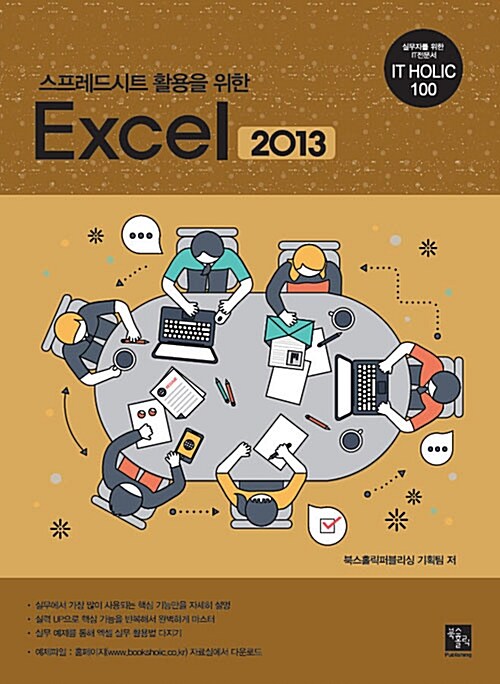 실무자를 위한
IT전문서
IT HOLIC
100
스프레드시트 활용을 위한
Excel 2013
북스홀릭퍼블리싱 기획팀 저
• 실무에서 가장 많이 사용되는 핵심 기능만을 자세히 설명
• 실력 UP으로 핵심 기능을 반복해서 완벽하게 마스터
• 실무 예제를 통해 엑셀 실무 활용법 다지기
• 예제파일 : 홈페이지(www.booksholic.co.kr) 자료실에서 다운로드
북스홀릭
Publishing